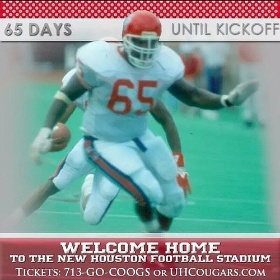 65 DAYS UNTIL KICKOFF
65
WELCOME HOME
TO THE NEW HOUSTON FOOTBALL STADIUM
TICKETS: 713-GO-COOGS OR UHCOUGARS.COM